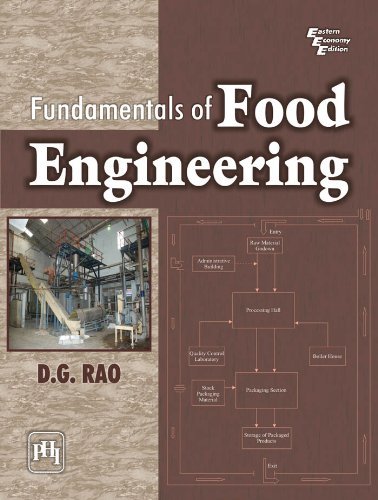 Eastern
Economy
Edition
Fundamentals of Food
Engineering
Entry
Raw Material
Godown
Administrative
Building
Processing Hall
Quality Control
Laboratory
Boiler House
Stock
Packaging
Material
Packaging Section
Storage of Packaged
Products
Exit
D.G. RAO
PHI